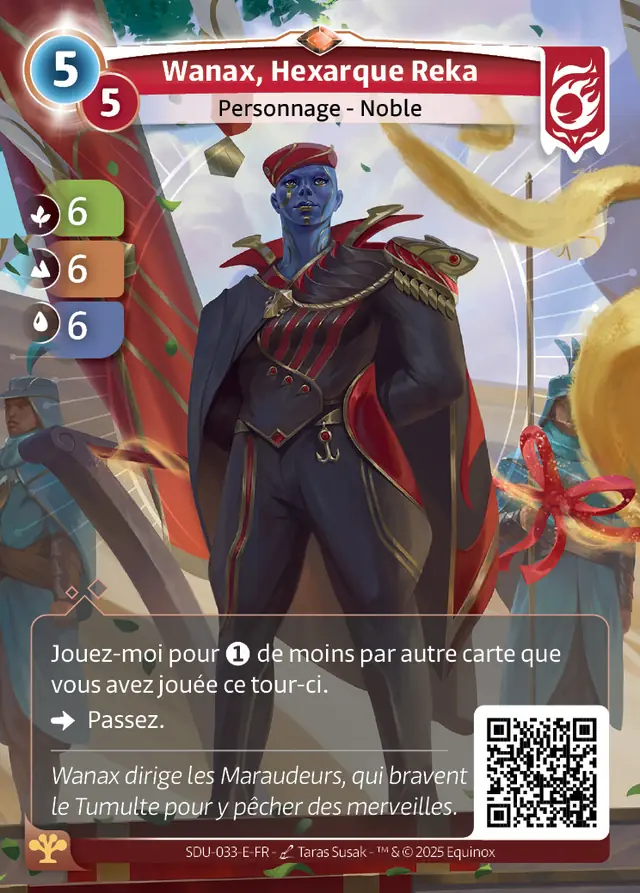 5
5
Wanax, Hexarque Reka
Personnage - Noble
6
6
6
Jouez-moi pour 1 de moins par autre carte que
vous avez jouée ce tour-ci.
Passez.
Wanax dirige les Maraudeurs, qui bravent
le Tumulte pour y pêcher des merveilles.
SDU-033-E-FR - Taras Susak - ™ & © 2025 Equinox